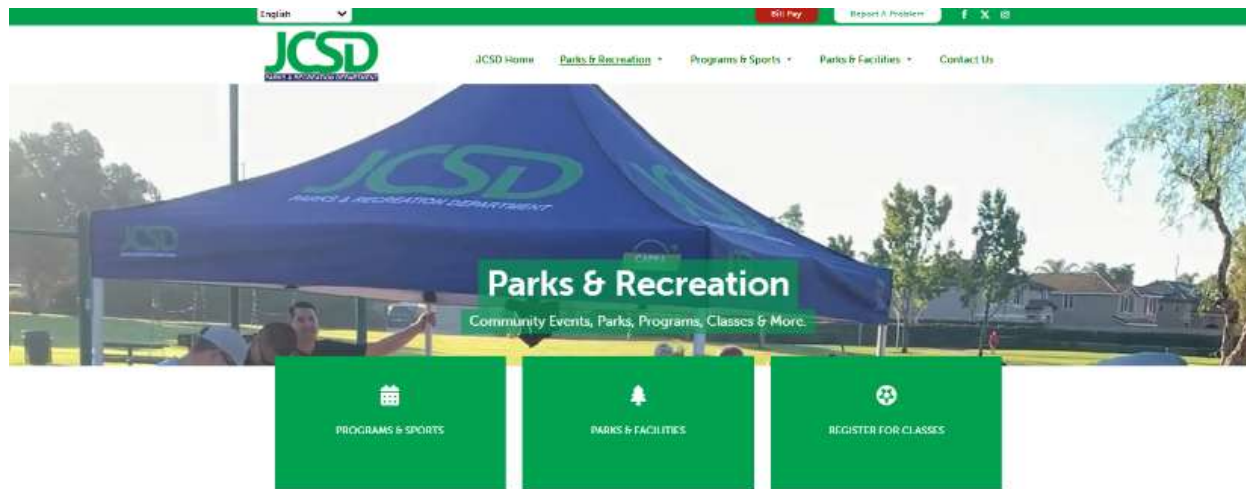 English
Bill Pay
Report A Problem
JCSD
PARKS & RECREATION DEPARTMENT
JCSD Home
Parks & Recreation
Programs & Sports
Parks & Facilities
Contact Us
JCSD
PARKS & RECREATION DEPARTMENT
JCSD
Parks & Recreation
Community Events, Parks, Programs, Classes & More.
PROGRAMS & SPORTS
PARKS & FACILITIES
REGISTER FOR CLASSES